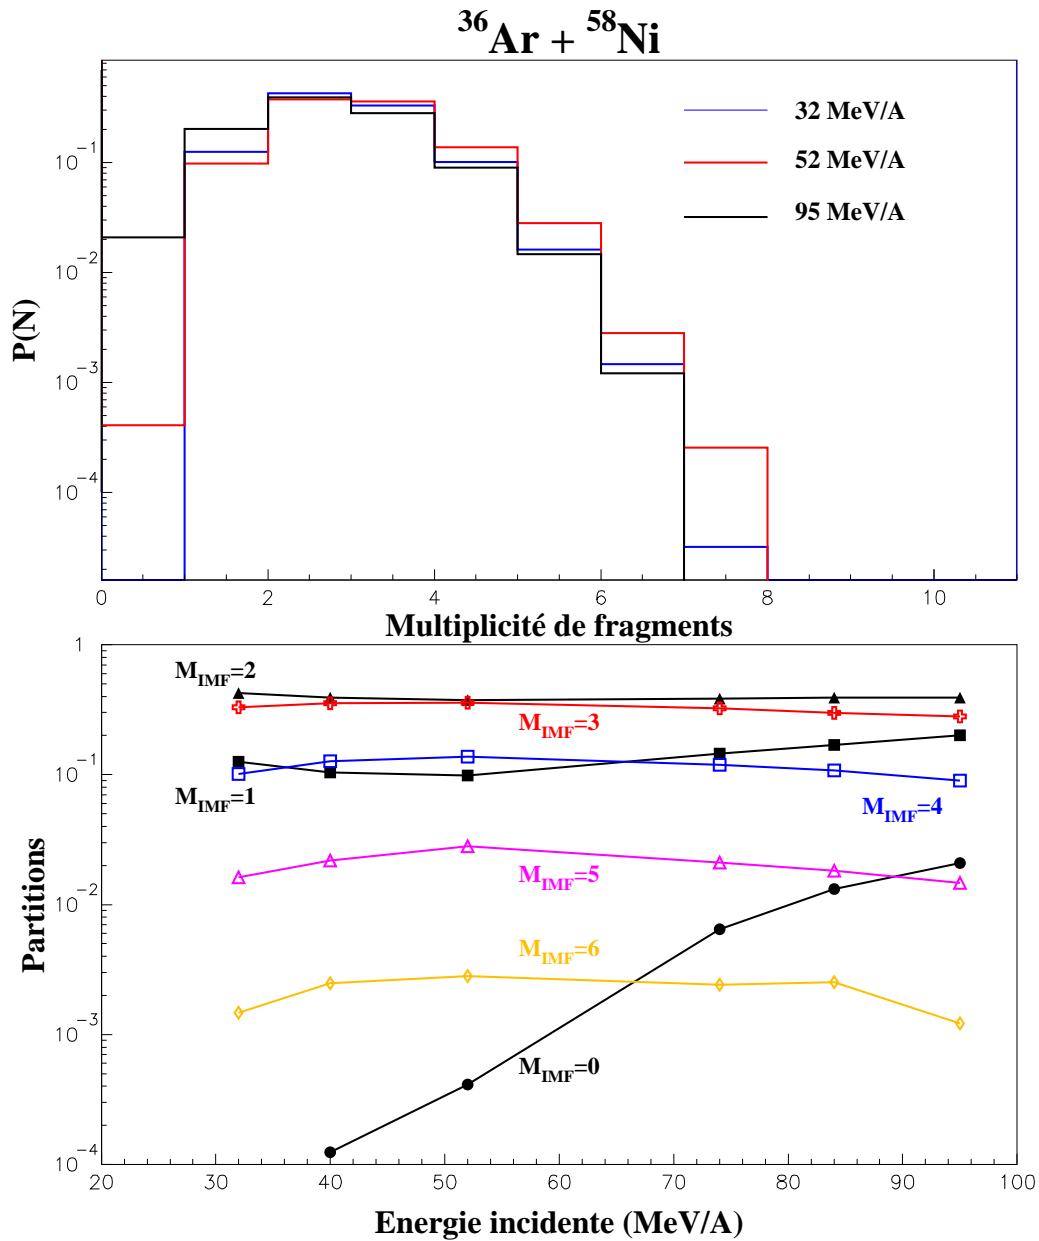 ³⁶Ar + ⁵⁸Ni
32 MeV/A
52 MeV/A
95 MeV/A
P(N)
10⁻¹
10⁻²
10⁻³
10⁻⁴
0 2 4 6 8 10
Multiplicité de fragments
Partitions
1
10⁻¹
10⁻²
10⁻³
10⁻⁴
M_IMF=2
M_IMF=3
M_IMF=1
M_IMF=4
M_IMF=5
M_IMF=6
M_IMF=0
20 30 40 50 60 70 80 90 100
Energie incidente (MeV/A)